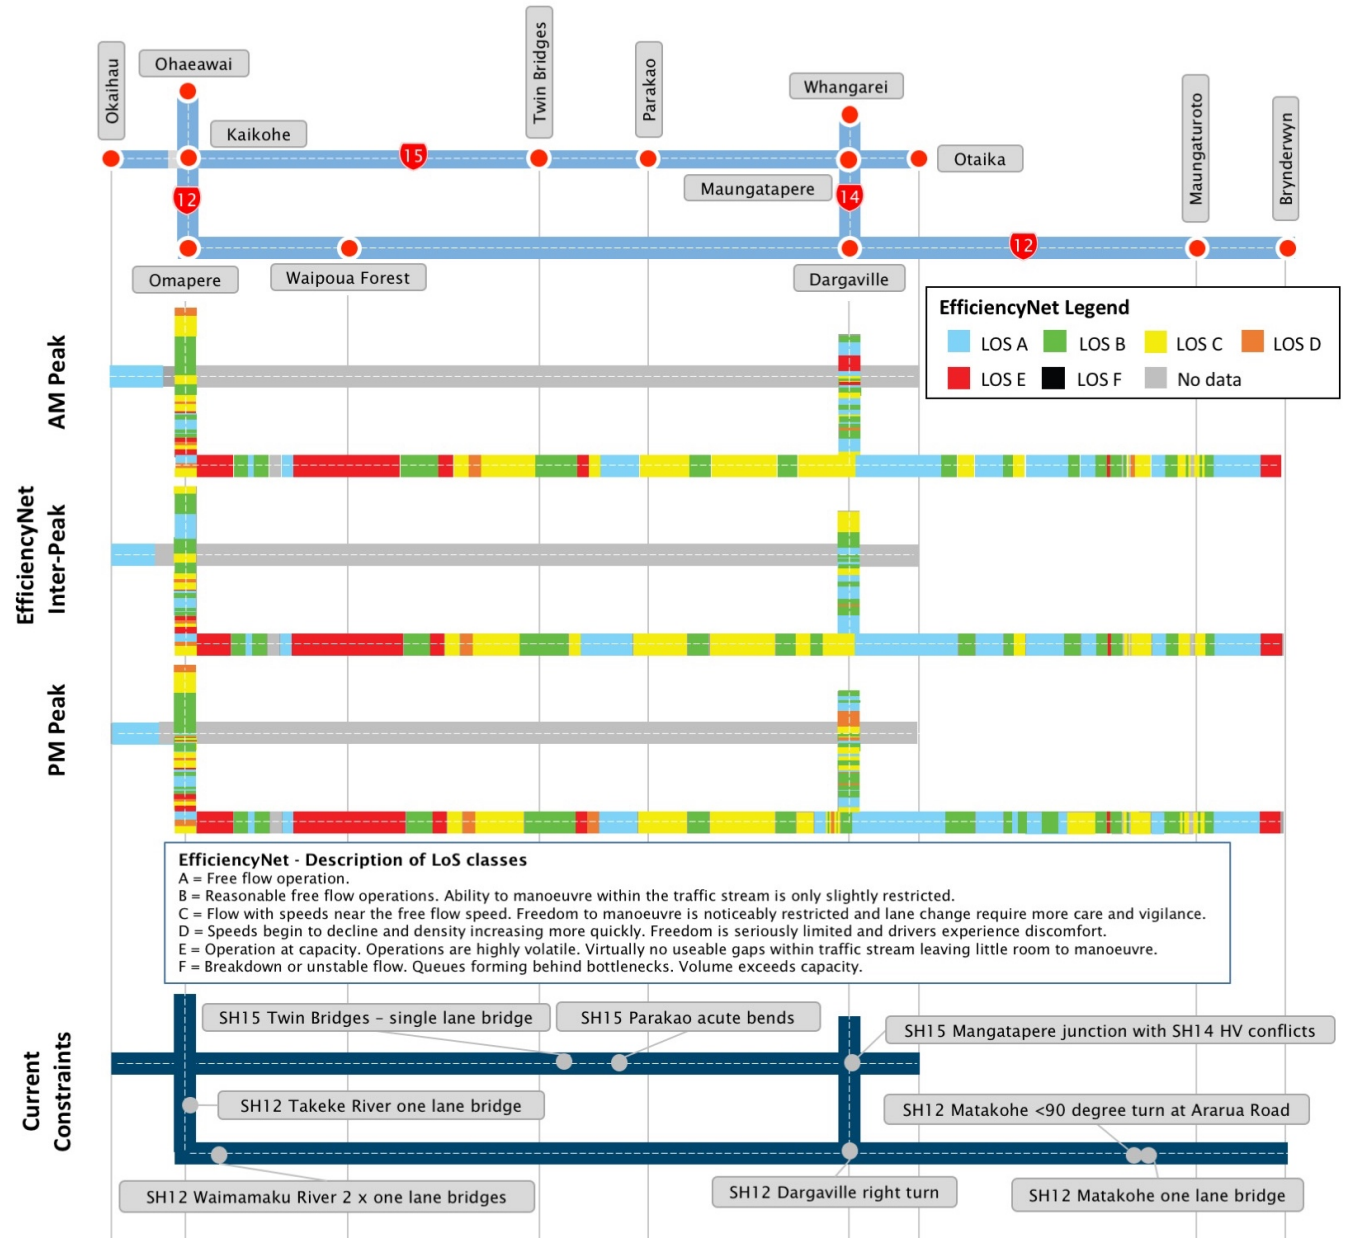 Okaihau
Ohaeawai
Kaikohe
Twin Bridges
Parakao
Whangarei
Otaika
Maungaturoto
Brynderwyn
15
12
Maungatapere
14
12
Omapere
Waipoua Forest
Dargaville
EfficiencyNet Legend
LOS A
LOS B
LOS C
LOS D
LOS E
LOS F
No data
EfficiencyNet
AM Peak
Inter-Peak
PM Peak
EfficiencyNet - Description of LoS classes
A = Free flow operation.
B = Reasonable free flow operations. Ability to manoeuvre within the traffic stream is only slightly restricted.
C = Flow with speeds near the free flow speed. Freedom to manoeuvre is noticeably restricted and lane change require more care and vigilance.
D = Speeds begin to decline and density increasing more quickly. Freedom is seriously limited and drivers experience discomfort.
E = Operation at capacity. Operations are highly volatile. Virtually no useable gaps within traffic stream leaving little room to manoeuvre.
F = Breakdown or unstable flow. Queues forming behind bottlenecks. Volume exceeds capacity.
Current
Constraints
SH15 Twin Bridges – single lane bridge
SH15 Parakao acute bends
SH15 Mangatapere junction with SH14 HV conflicts
SH12 Takeke River one lane bridge
SH12 Matakohe <90 degree turn at Ararua Road
SH12 Waimamaku River 2 x one lane bridges
SH12 Dargaville right turn
SH12 Matakohe one lane bridge